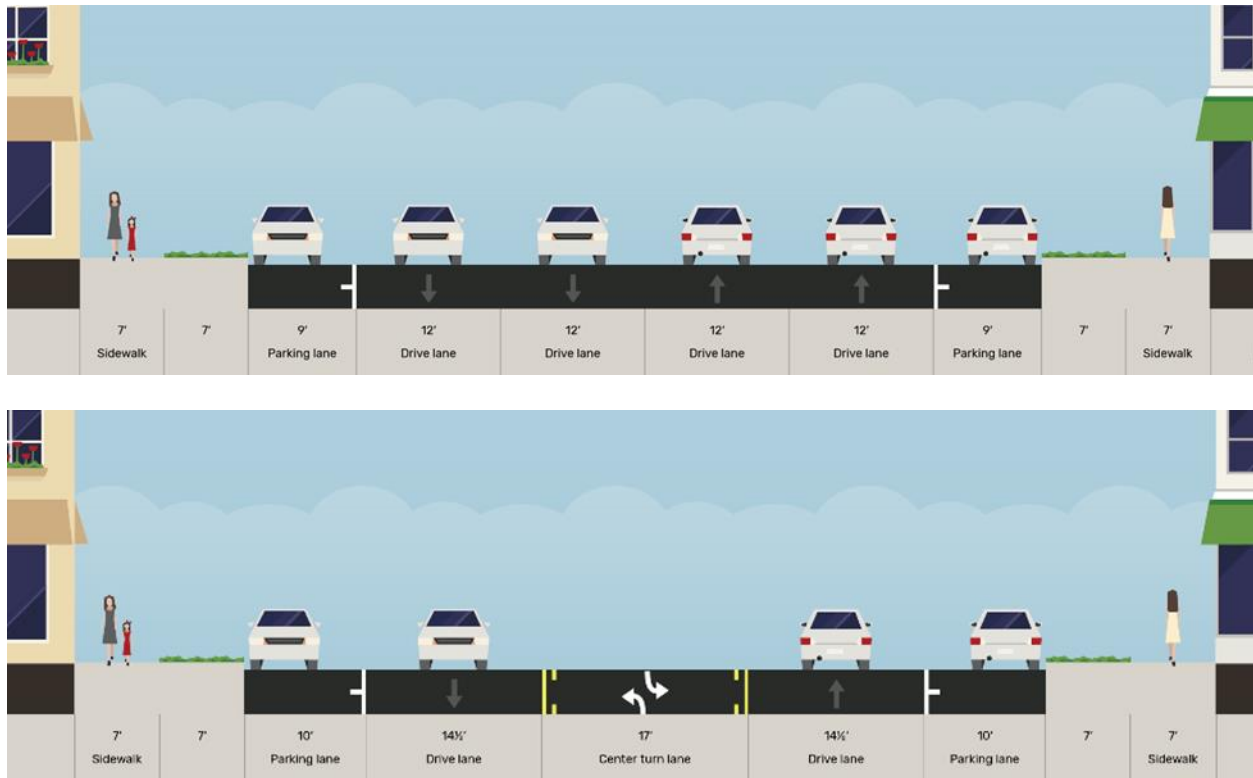 7' 7' 9' 12' 12' 12' 12' 9' 7' 7'
Sidewalk Parking lane Drive lane Drive lane Drive lane Drive lane Parking lane Sidewalk
7' 7' 10' 14½' 17' 14½' 10' 7' 7'
Sidewalk Parking lane Drive lane Center turn lane Drive lane Parking lane Sidewalk